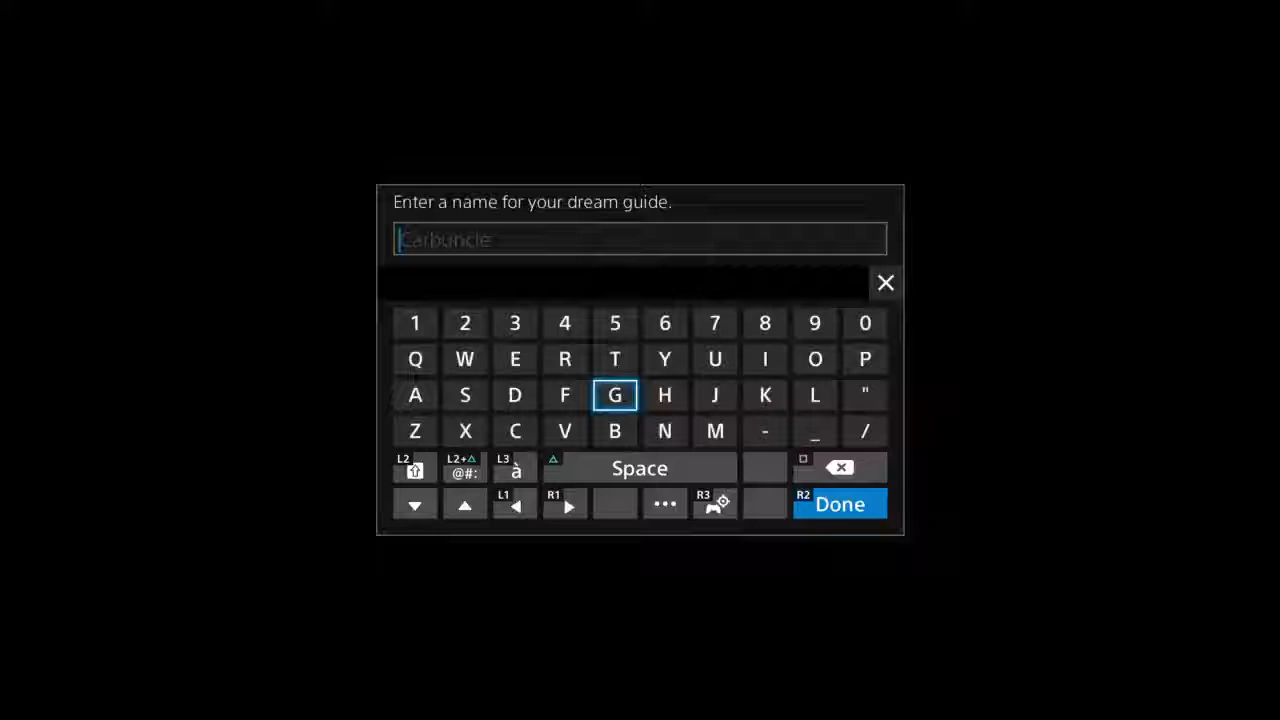 Enter a name for your dream guide.
Carbuncle
1 2 3 4 5 6 7 8 9 0
Q W E R T Y U I O P
A S D F G H J K L "
Z X C V B N M - _ /
L2 L2+△ @#: L3 à △ Space □
L1 R1 ... R3 R2 Done